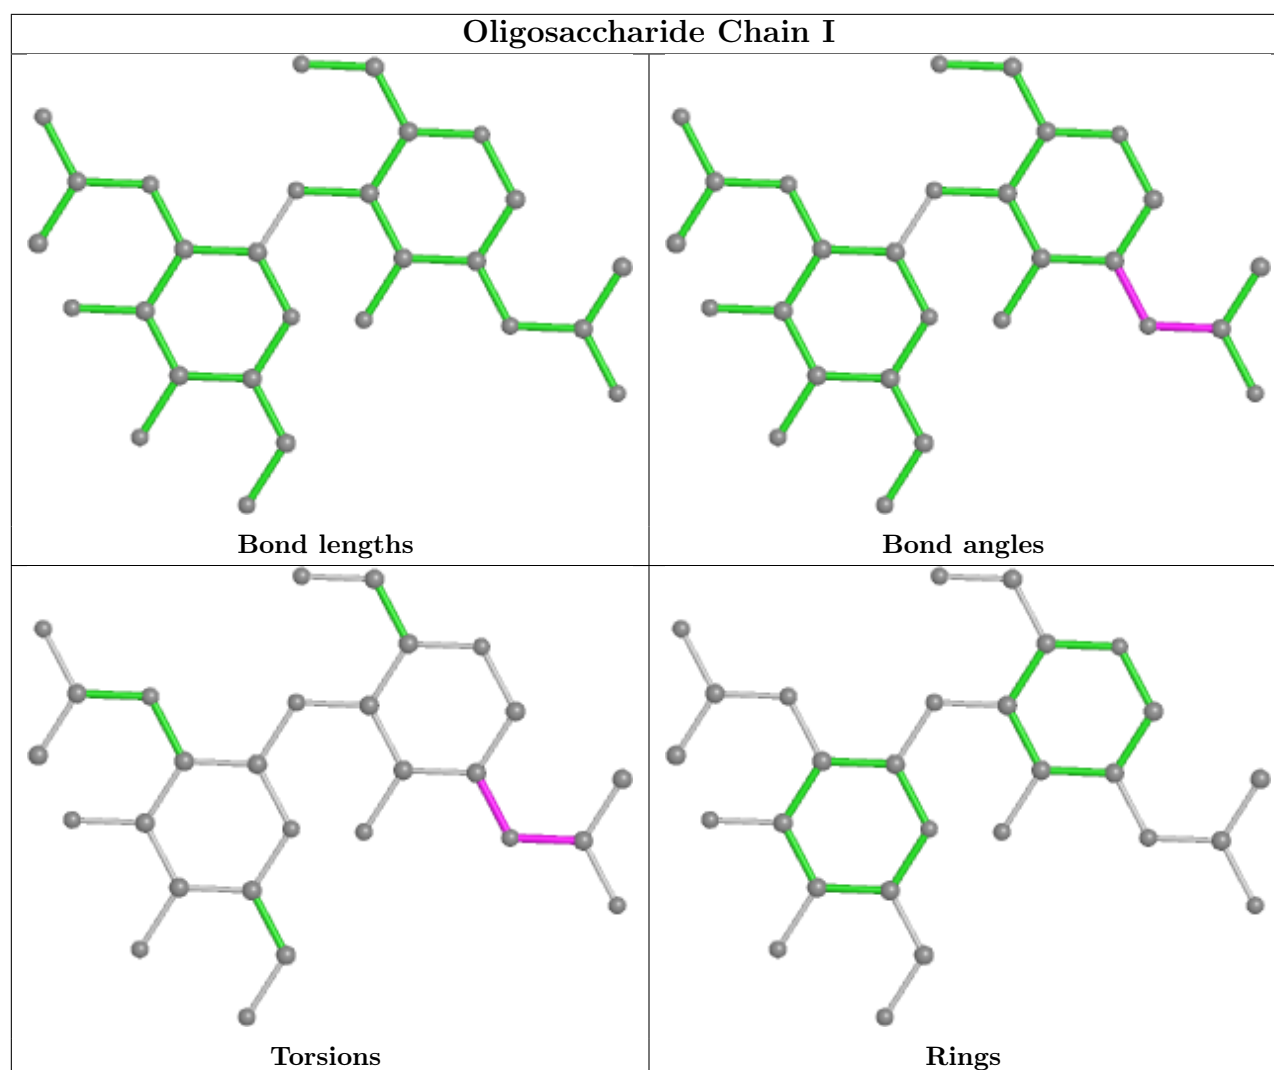 Oligosaccharide Chain I
Bond lengths
Bond angles
Torsions
Rings